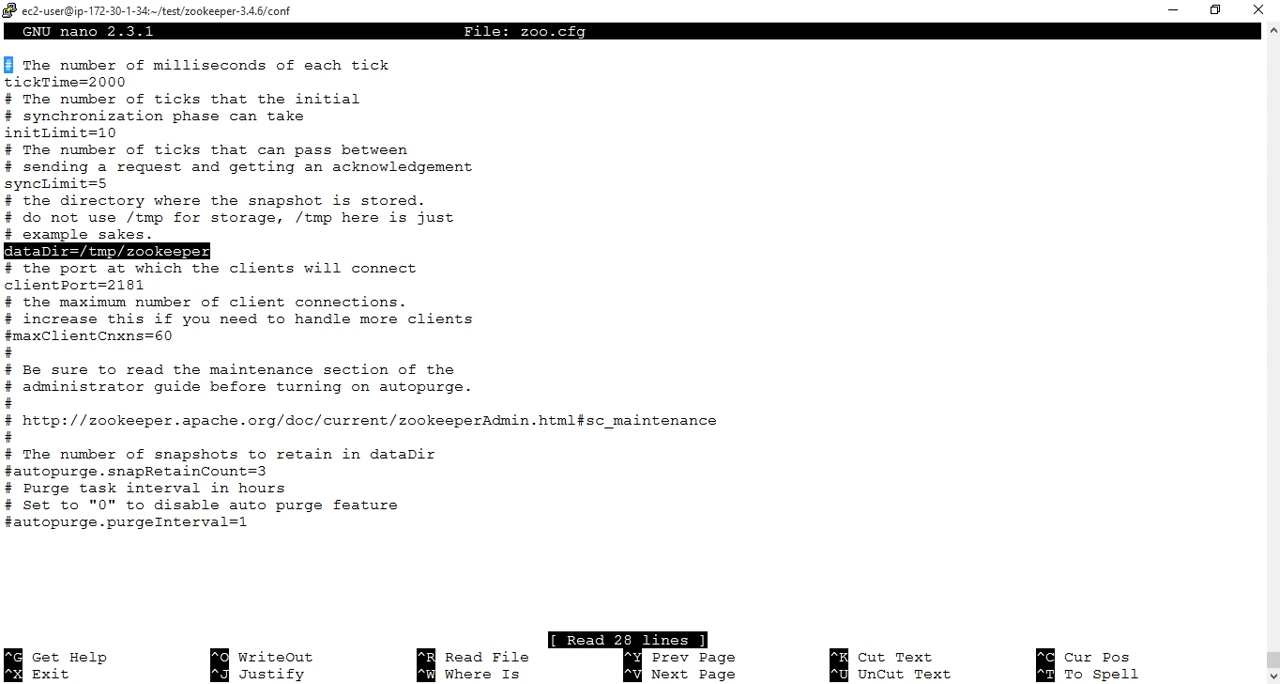 ec2-user@ip-172-30-1-34:~/test/zookeeper-3.4.6/conf
GNU nano 2.3.1 File: zoo.cfg
# The number of milliseconds of each tick
tickTime=2000
# The number of ticks that the initial
# synchronization phase can take
initLimit=10
# The number of ticks that can pass between
# sending a request and getting an acknowledgement
syncLimit=5
# the directory where the snapshot is stored.
# do not use /tmp for storage, /tmp here is just
# example sakes.
dataDir=/tmp/zookeeper
# the port at which the clients will connect
clientPort=2181
# the maximum number of client connections.
# increase this if you need to handle more clients
#maxClientCnxns=60
#
# Be sure to read the maintenance section of the
# administrator guide before turning on autopurge.
#
# http://zookeeper.apache.org/doc/current/zookeeperAdmin.html#sc_maintenance
#
# The number of snapshots to retain in dataDir
#autopurge.snapRetainCount=3
# Purge task interval in hours
# Set to "0" to disable auto purge feature
#autopurge.purgeInterval=1
[ Read 28 lines ]
^G Get Help ^O WriteOut ^R Read File ^Y Prev Page ^K Cut Text ^C Cur Pos
^X Exit ^J Justify ^W Where Is ^V Next Page ^U UnCut Text ^T To Spell